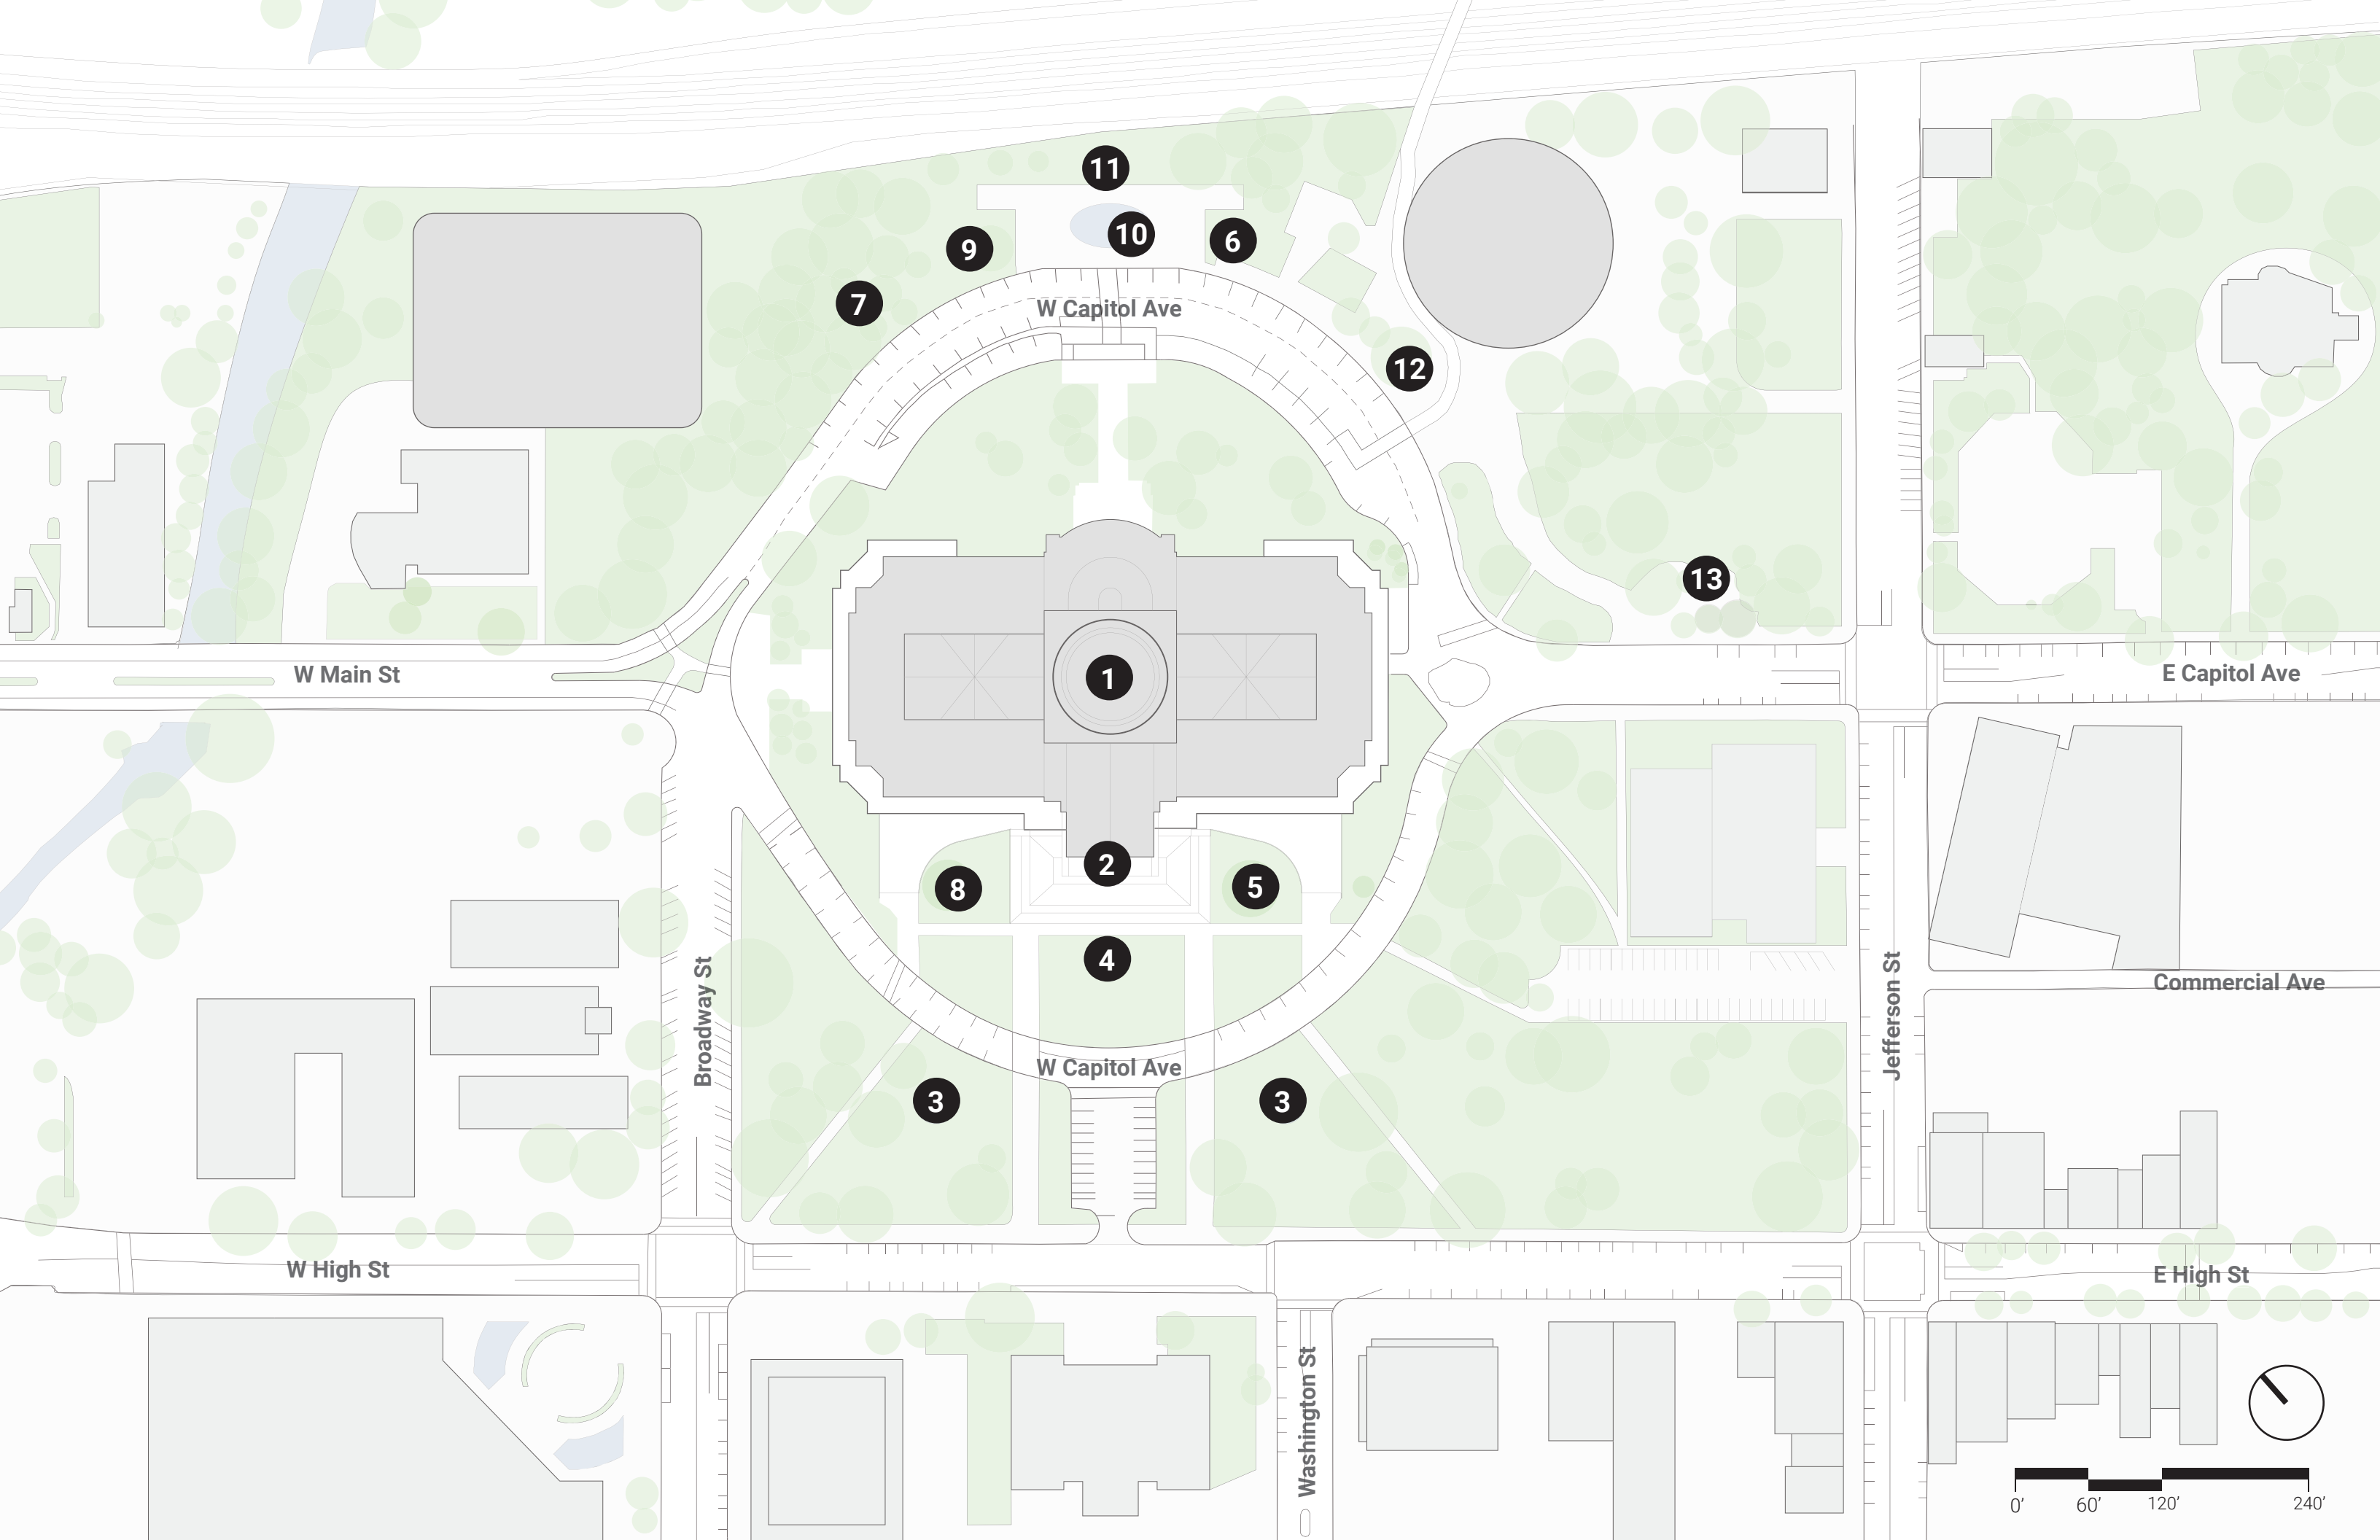 11
10
6
9
7
W Capitol Ave
12
13
W Main St
1
E Capitol Ave
2
8
5
4
Commercial Ave
Broadway St
Jefferson St
W Capitol Ave
3
3
W High St
E High St
Washington St
0' 60' 120' 240'